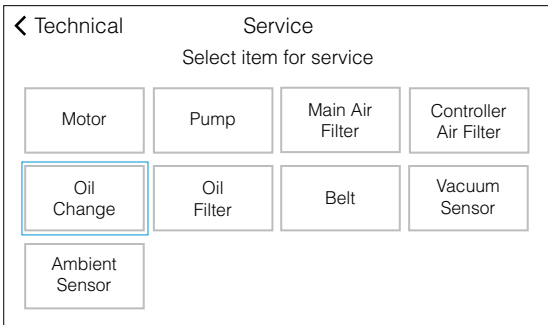 Technical
Service
Select item for service
Motor
Pump
Main Air
Filter
Controller
Air Filter
Oil
Change
Oil
Filter
Belt
Vacuum
Sensor
Ambient
Sensor